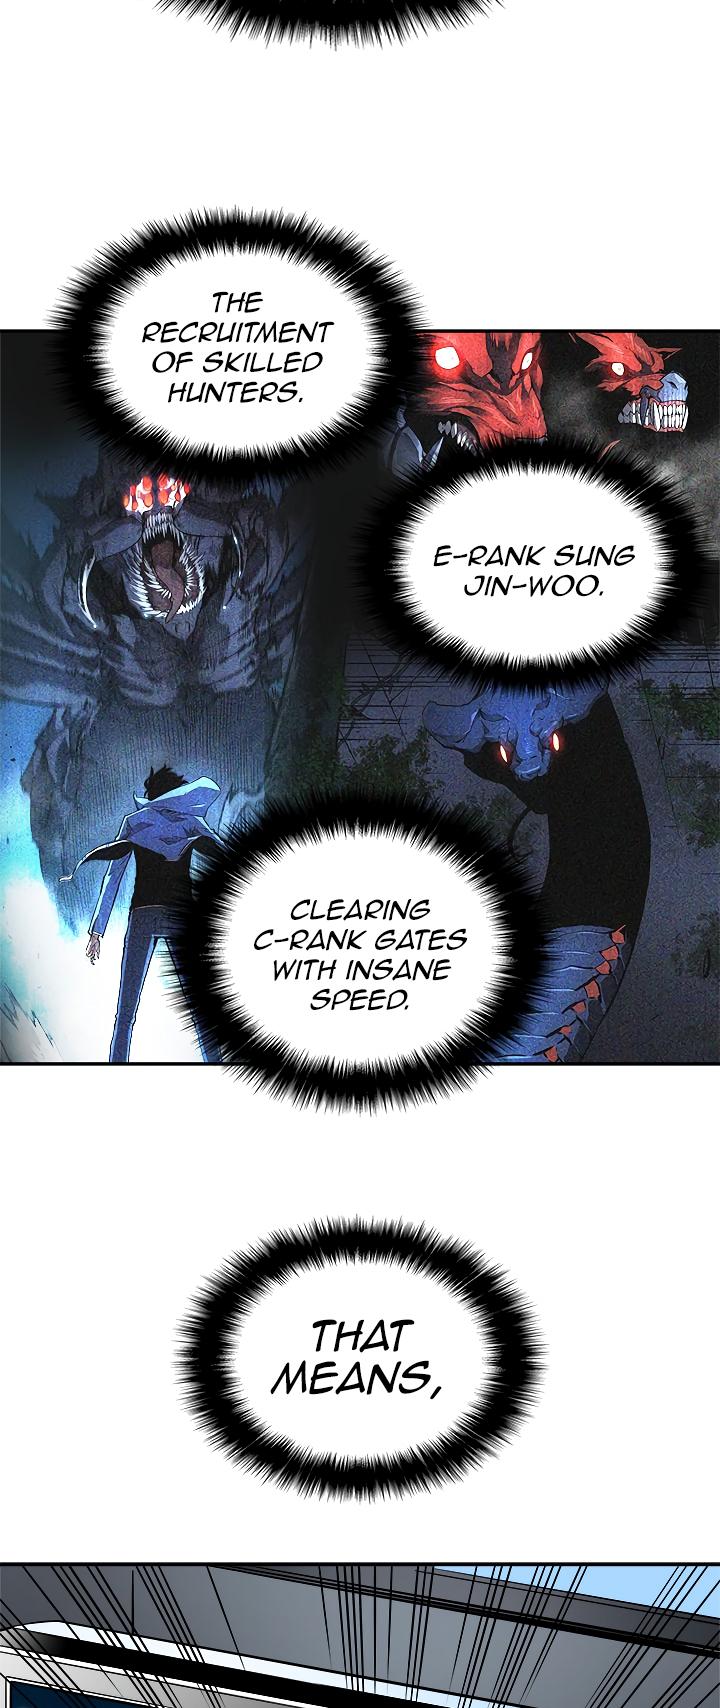 THE
RECRUITMENT
OF SKILLED
HUNTERS.
E-RANK SUNG
JIN-WOO.
CLEARING
C-RANK GATES
WITH INSANE
SPEED.
THAT
MEANS,